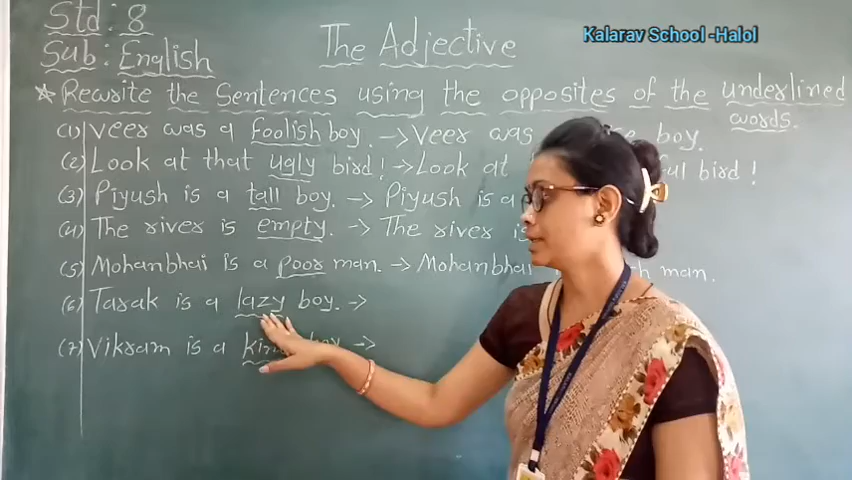 Std : 8
Sub : English
The Adjective
Kalarav School -Halol
☆ Rewrite the Sentences using the opposites of the underlined words.
(1) Veer was a foolish boy. → Veer was boy.
(2) Look at that ugly bird! → Look at bird!
(3) Piyush is a tall boy. → Piyush is a
(4) The river is empty. → The river is
(5) Mohanbhai is a poor man. → Mohanbhai man.
(6) Tarak is a lazy boy. →
(7) Vikram is a boy →